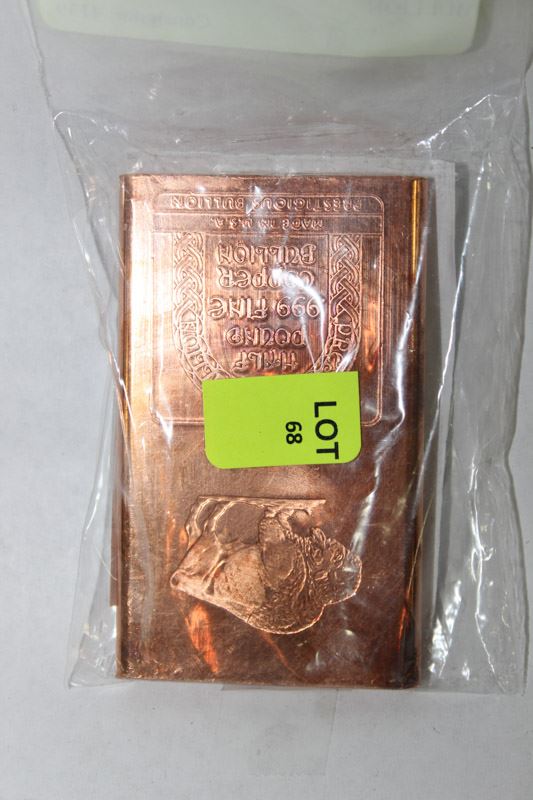 HALF
POUND
999 FINE
COPPER
BULLION
MADE IN U.S.A.
PRESTIGIOUS BULLION
LOT
68